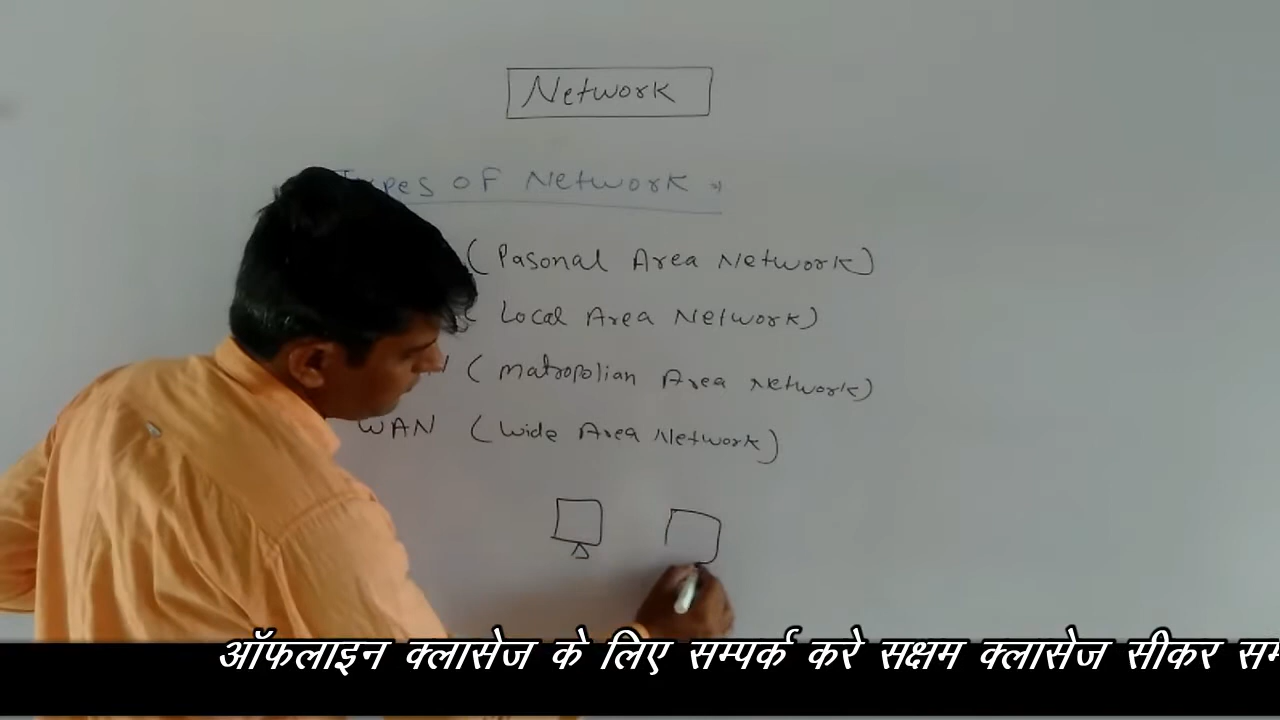 Network
Types of Network :-
( Pasonal Area Network)
( Local Area Network)
( Matropolian Area Network)
WAN ( Wide Area Network)
ऑफलाइन क्लासेज के लिए सम्पर्क करे सक्षम क्लासेज सीकर